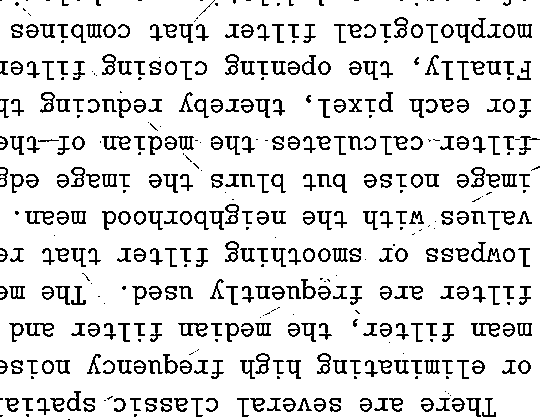 There are several classic spatial
or eliminating high frequency noise
mean filter, the median filter and
filter are frequently used. The me
lowpass or smoothing filter that re
values with the neighborhood mean.
image noise but blurs the image edg
filter calculates the median of the
for each pixel, thereby reducing th
Finally, the opening closing filter
morphological filter that combines